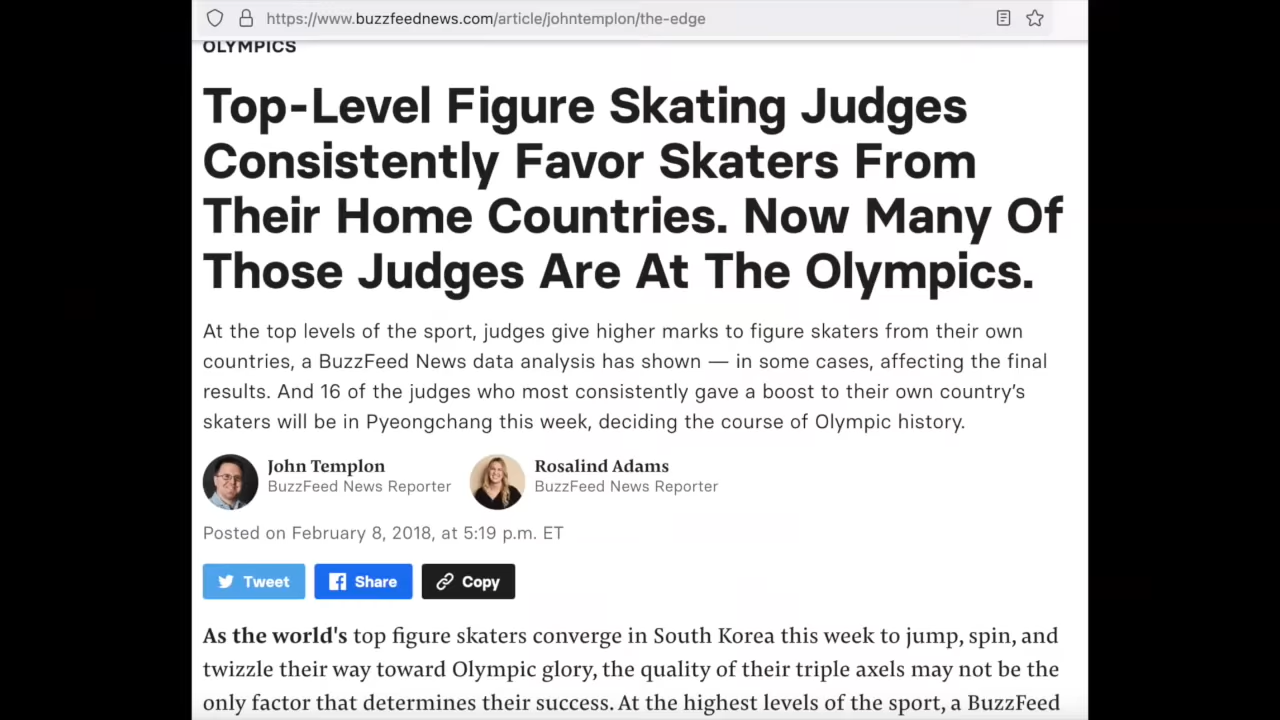 https://www.buzzfeednews.com/article/johntemplon/the-edge
OLYMPICS
Top-Level Figure Skating Judges
Consistently Favor Skaters From
Their Home Countries. Now Many Of
Those Judges Are At The Olympics.
At the top levels of the sport, judges give higher marks to figure skaters from their own
countries, a BuzzFeed News data analysis has shown — in some cases, affecting the final
results. And 16 of the judges who most consistently gave a boost to their own country’s
skaters will be in Pyeongchang this week, deciding the course of Olympic history.
John Templon
BuzzFeed News Reporter
Rosalind Adams
BuzzFeed News Reporter
Posted on February 8, 2018, at 5:19 p.m. ET
Tweet Share Copy
As the world's top figure skaters converge in South Korea this week to jump, spin, and
twizzle their way toward Olympic glory, the quality of their triple axels may not be the
only factor that determines their success. At the highest levels of the sport, a BuzzFeed